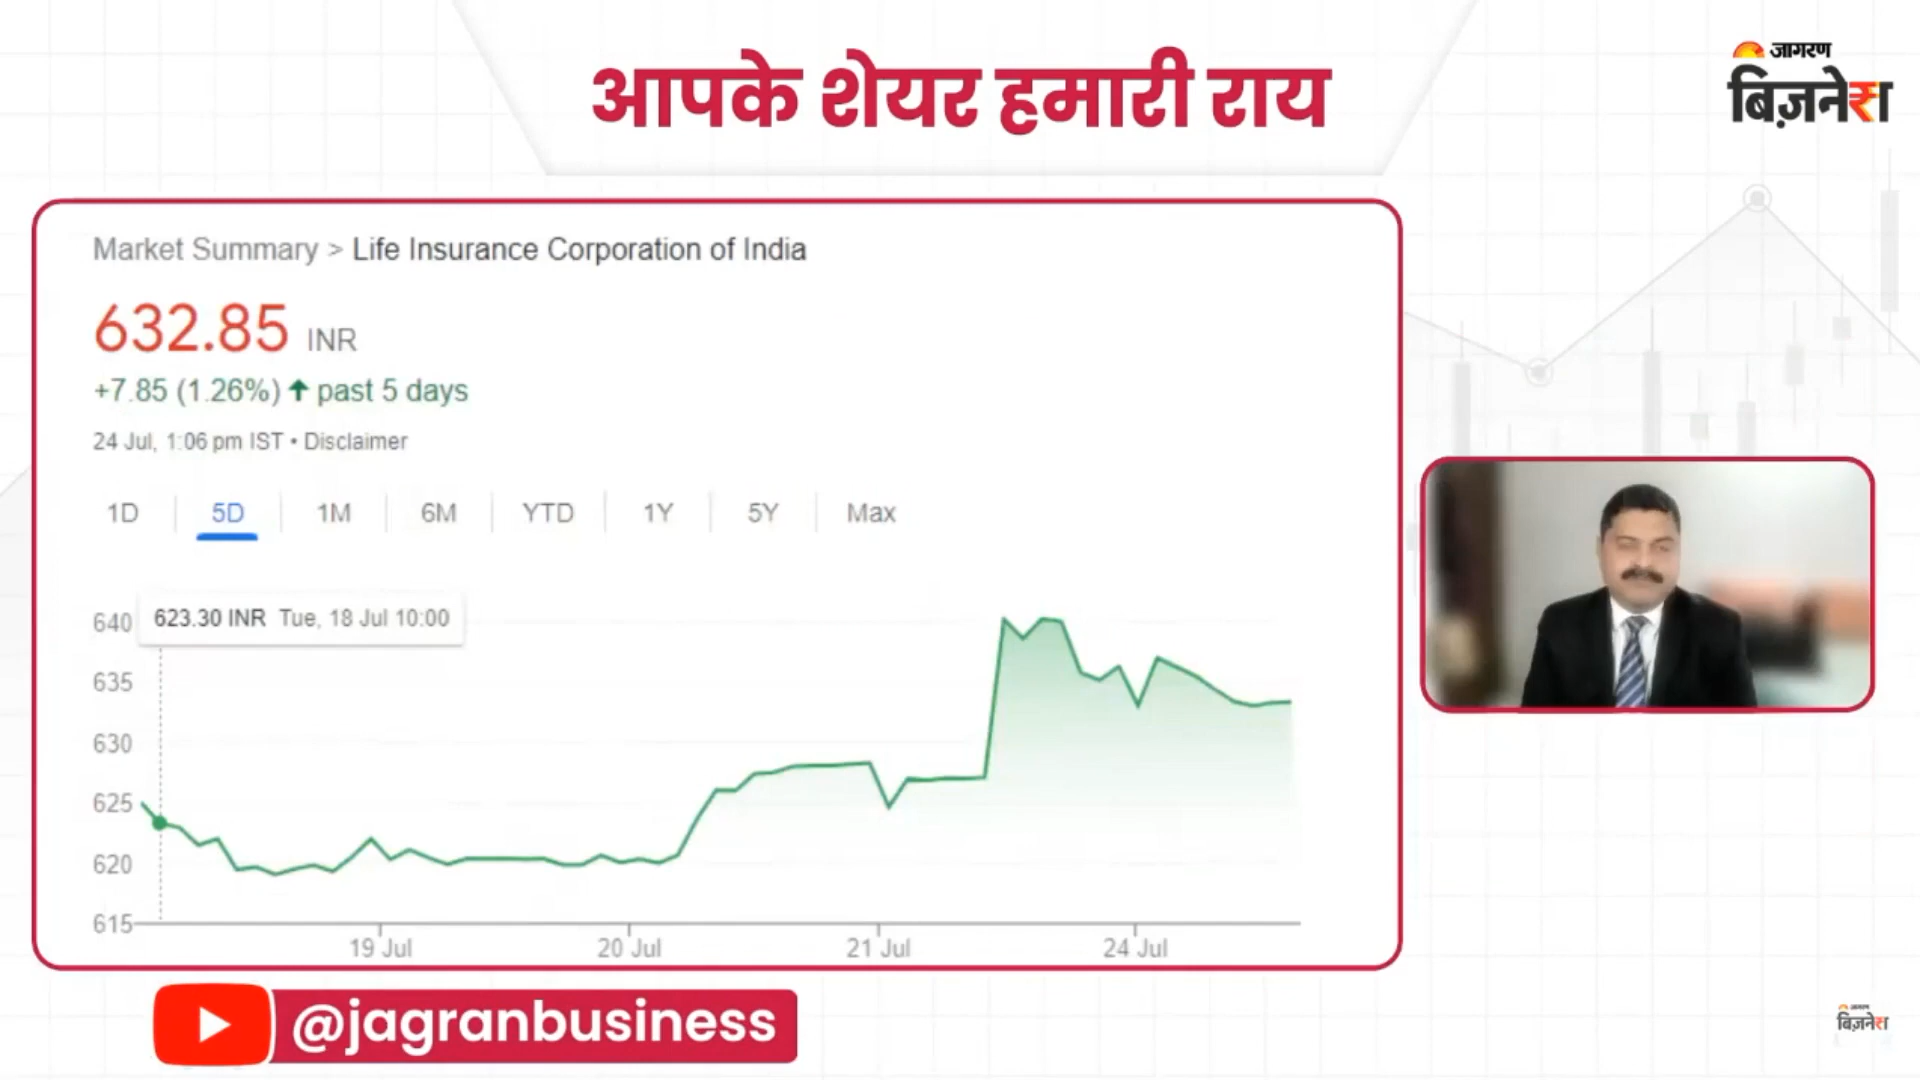 आपके शेयर हमारी राय
जागरण
बिज़नेस
Market Summary > Life Insurance Corporation of India
632.85 INR
+7.85 (1.26%) ↑ past 5 days
24 Jul, 1:06 pm IST • Disclaimer
1D 5D 1M 6M YTD 1Y 5Y Max
623.30 INR Tue, 18 Jul 10:00
640
635
630
625
620
615
19 Jul 20 Jul 21 Jul 24 Jul
@jagranbusiness
जागरण
बिज़नेस